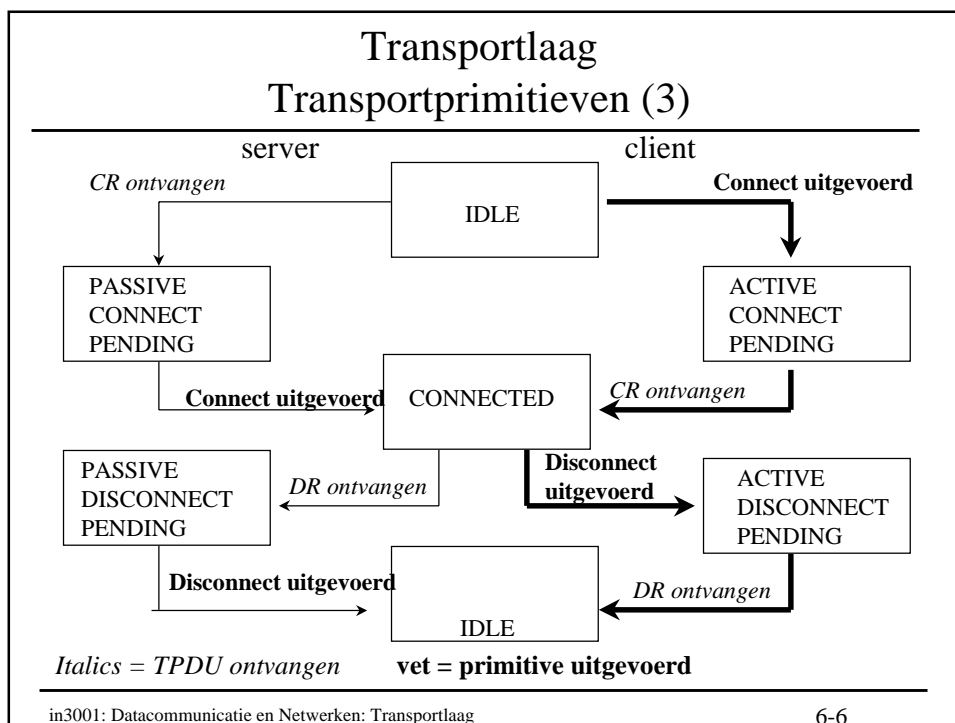 Transportlaag
Transportprimitieven (3)
server
client
CR ontvangen
Connect uitgevoerd
IDLE
PASSIVE
CONNECT
PENDING
ACTIVE
CONNECT
PENDING
Connect uitgevoerd
CONNECTED
CR ontvangen
PASSIVE
DISCONNECT
PENDING
DR ontvangen
Disconnect
uitgevoerd
ACTIVE
DISCONNECT
PENDING
Disconnect uitgevoerd
IDLE
DR ontvangen
Italics = TPDU ontvangen
vet = primitive uitgevoerd
in3001: Datacommunicatie en Netwerken: Transportlaag
6-6